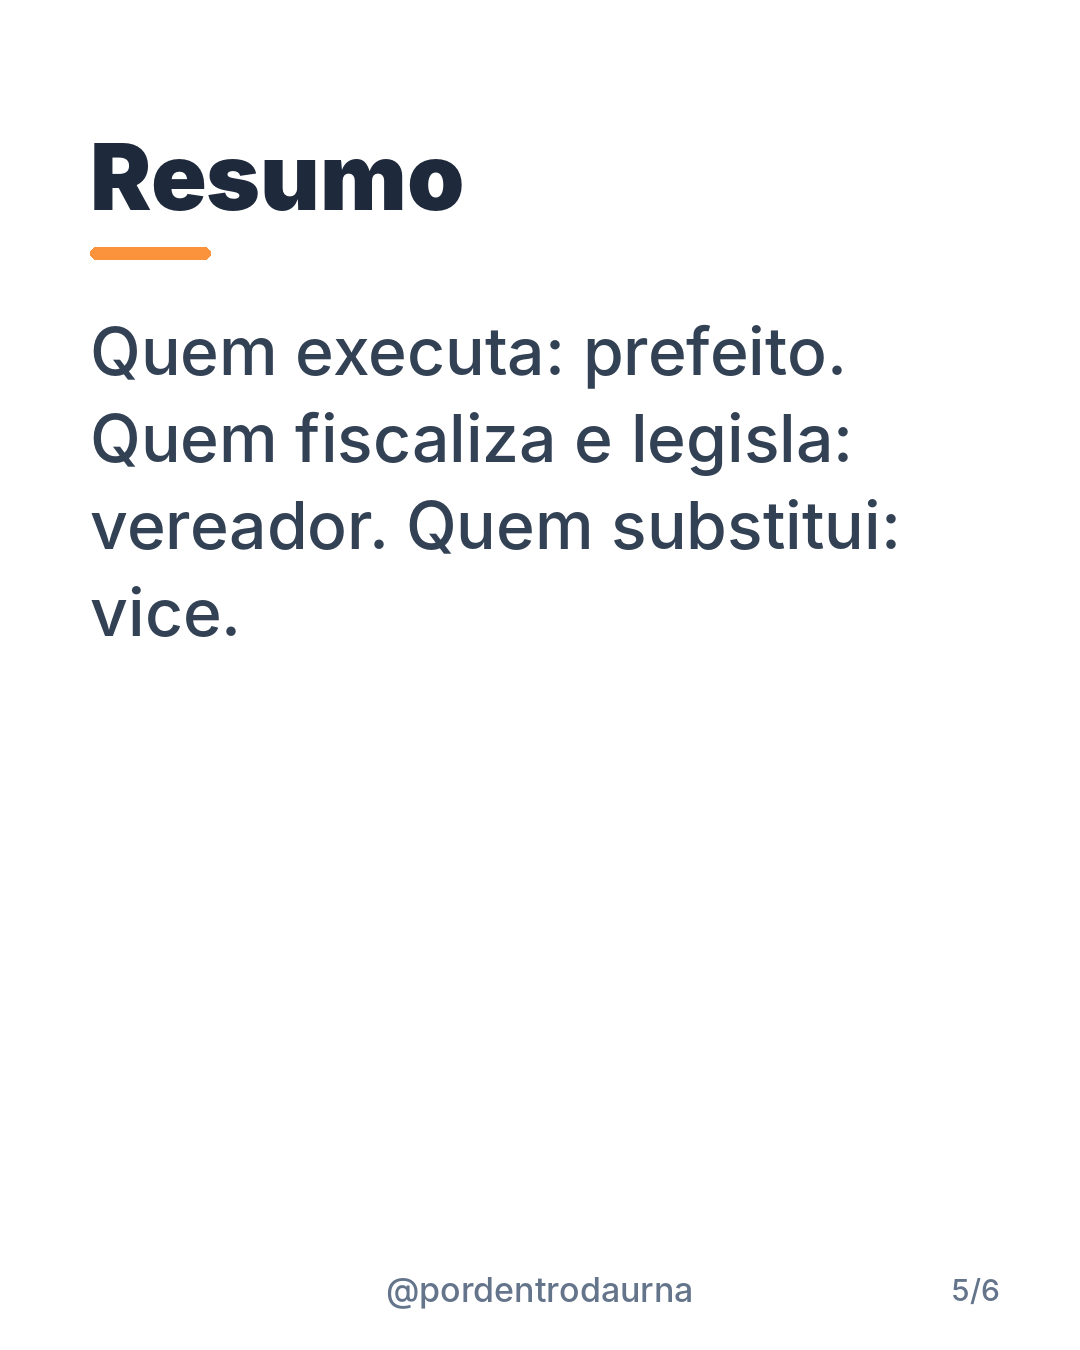 Resumo
Quem executa: prefeito.
Quem fiscaliza e legisla:
vereador. Quem substitui:
vice.
@pordentrodaurna
5/6